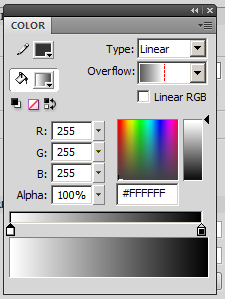 COLOR
Type: Linear
Overflow:
Linear RGB
R: 255
G: 255
B: 255
Alpha: 100%
#FFFFFF